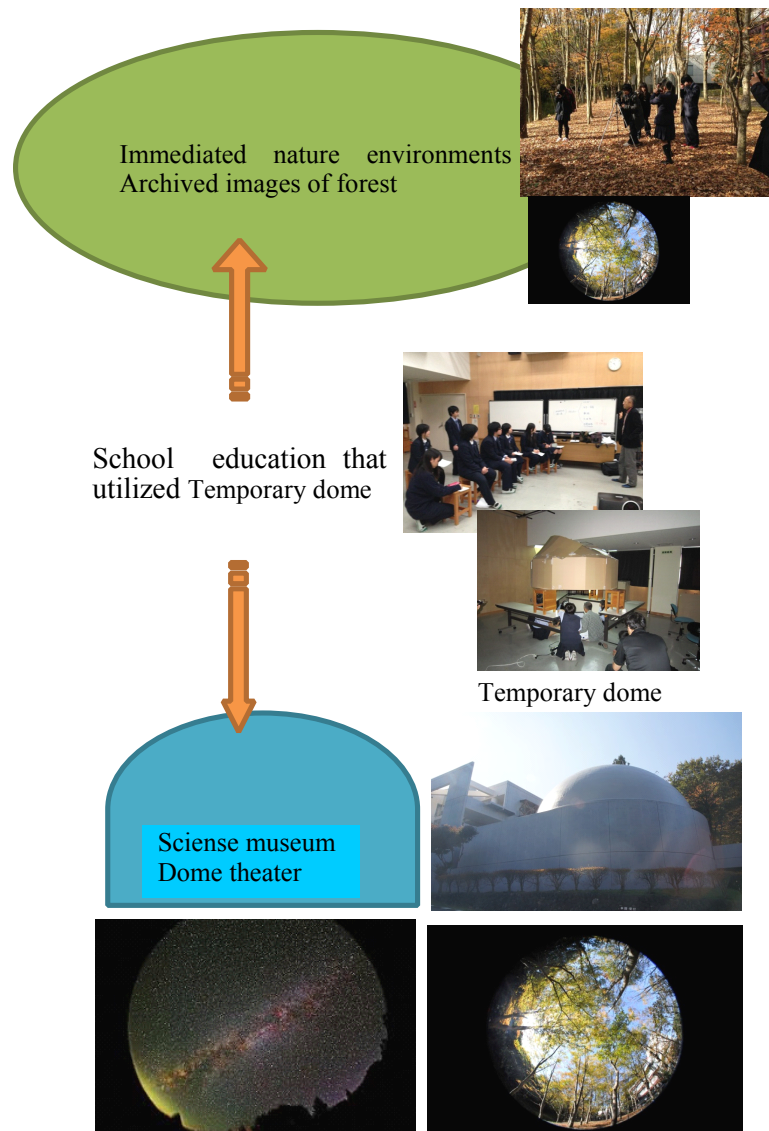 Immediated nature environments
Archived images of forest
School education that
utilized Temporary dome
Temporary dome
Sciense museum
Dome theater